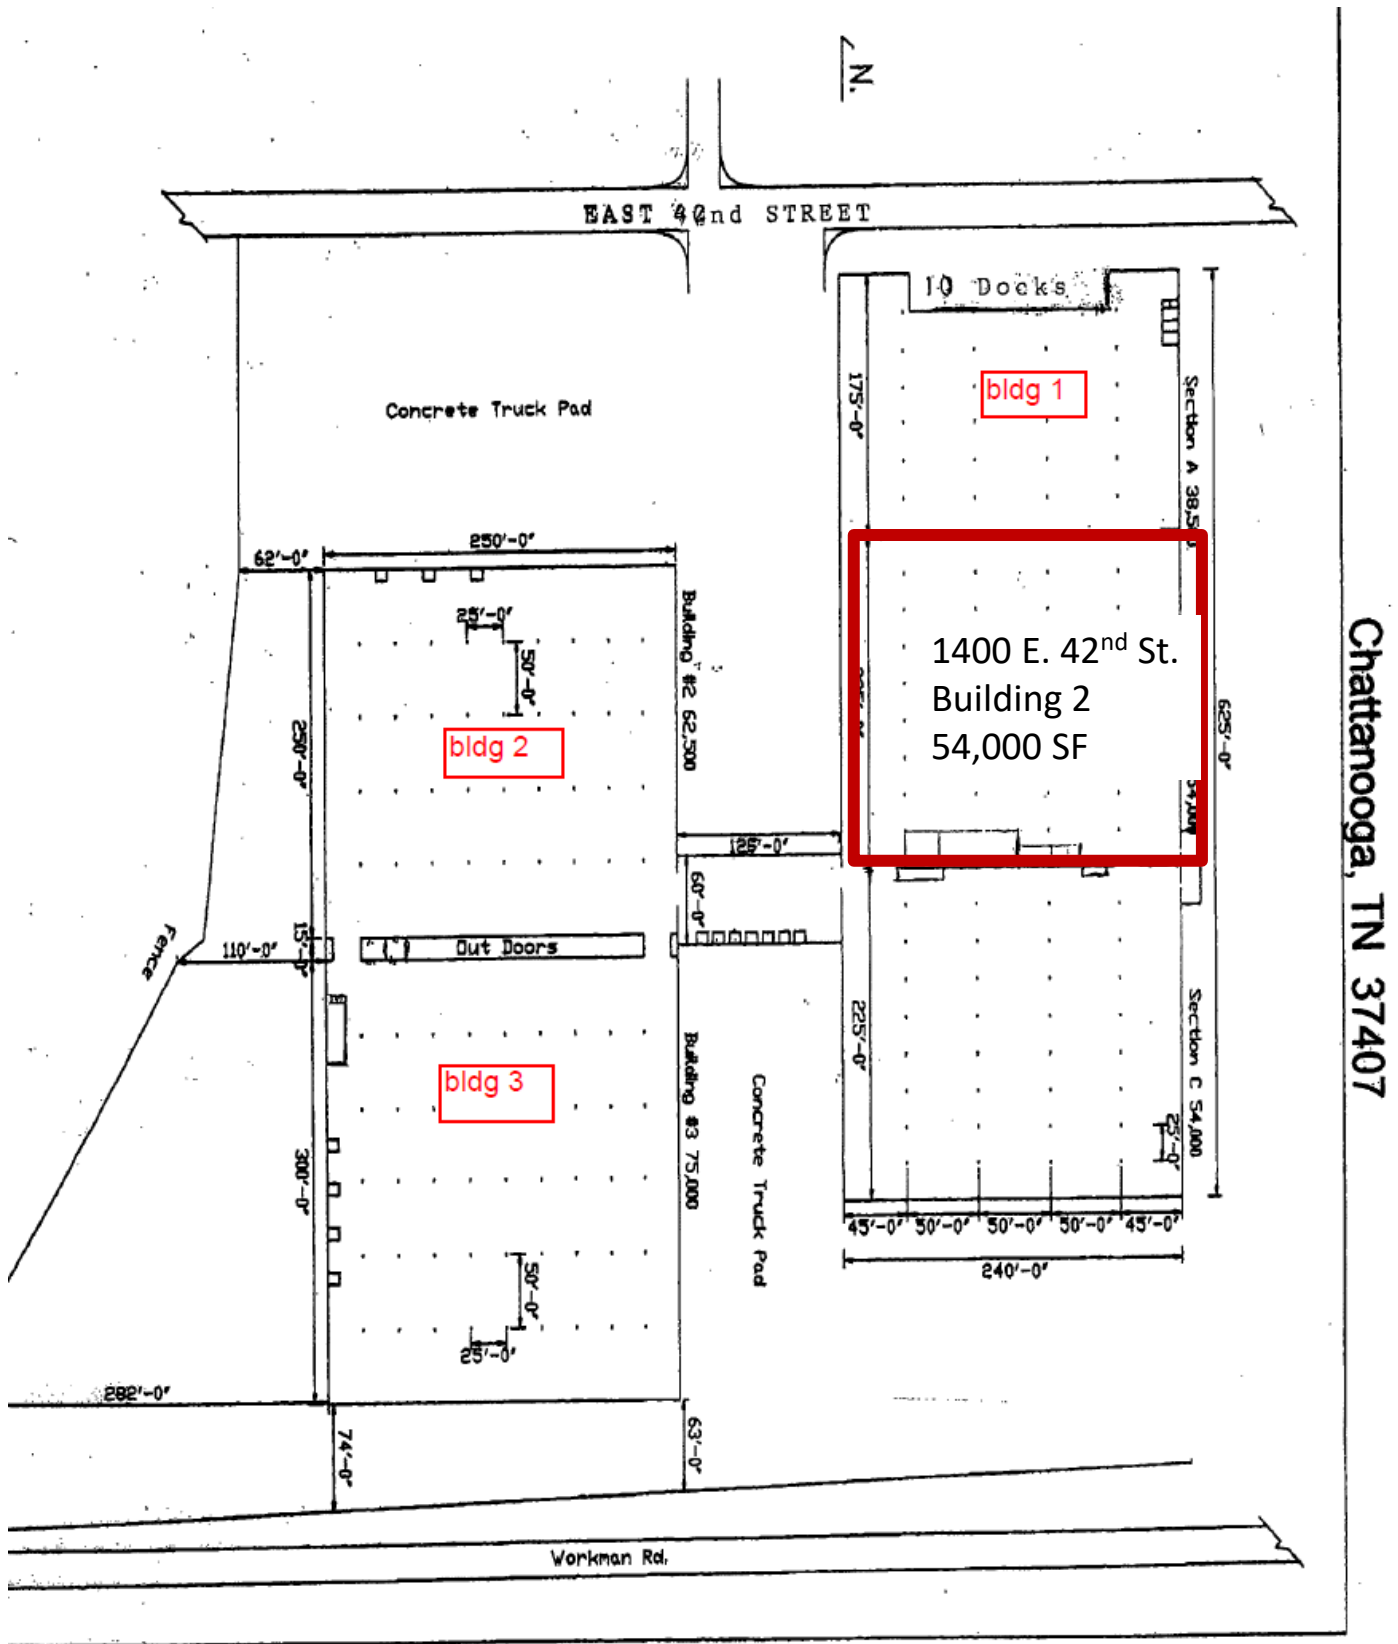 N.
EAST 42nd STREET
10 Docks
bldg 1
175'-0"
Section A 38,5
Concrete Truck Pad
250'-0"
62'-0"
25'-0"
50'-0"
Building #2 62,500
bldg 2
250'-0"
1400 E. 42nd St.
Building 2
54,000 SF
625'-0"
54,000
Chattanooga, TN 37407
126'-0"
60'-0"
Fence
110'-0"
15'-0"
Out Doors
225'-0"
Section C 54,000
25'-0"
bldg 3
Building #3 75,000
Concrete Truck Pad
300'-0"
50'-0"
25'-0"
45'-0" 50'-0" 50'-0" 50'-0" 45'-0"
240'-0"
282'-0"
74'-0"
63'-0"
Workman Rd.